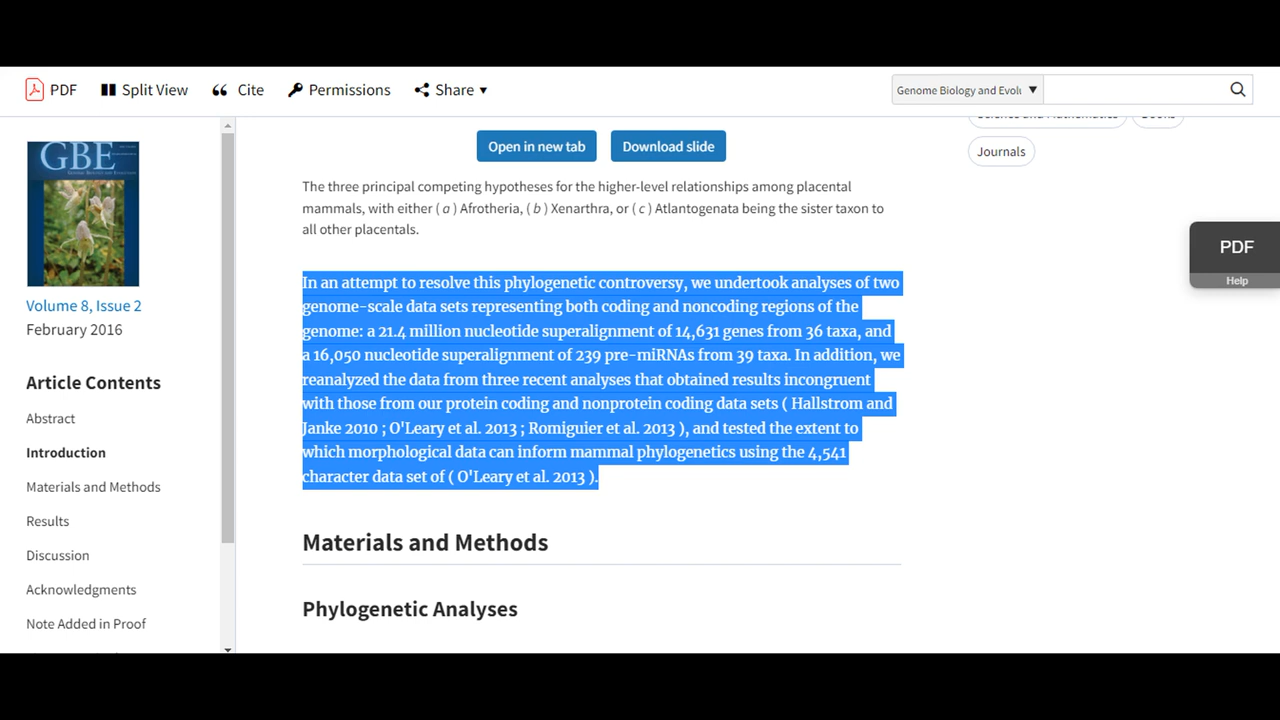 PDF
Split View
Cite
Permissions
Share
Genome Biology and Evolu
GBE
Volume 8, Issue 2
February 2016
Article Contents
Abstract
Introduction
Materials and Methods
Results
Discussion
Acknowledgments
Note Added in Proof
Open in new tab
Download slide
The three principal competing hypotheses for the higher-level relationships among placental
mammals, with either ( a ) Afrotheria, ( b ) Xenarthra, or ( c ) Atlantogenata being the sister taxon to
all other placentals.
In an attempt to resolve this phylogenetic controversy, we undertook analyses of two
genome-scale data sets representing both coding and noncoding regions of the
genome: a 21.4 million nucleotide superalignment of 14,631 genes from 36 taxa, and
a 16,050 nucleotide superalignment of 239 pre-miRNAs from 39 taxa. In addition, we
reanalyzed the data from three recent analyses that obtained results incongruent
with those from our protein coding and nonprotein coding data sets ( Hallstrom and
Janke 2010 ; O'Leary et al. 2013 ; Romiguier et al. 2013 ), and tested the extent to
which morphological data can inform mammal phylogenetics using the 4,541
character data set of ( O'Leary et al. 2013 ).
Materials and Methods
Phylogenetic Analyses
Science and Mathematics
Books
Journals
PDF
Help